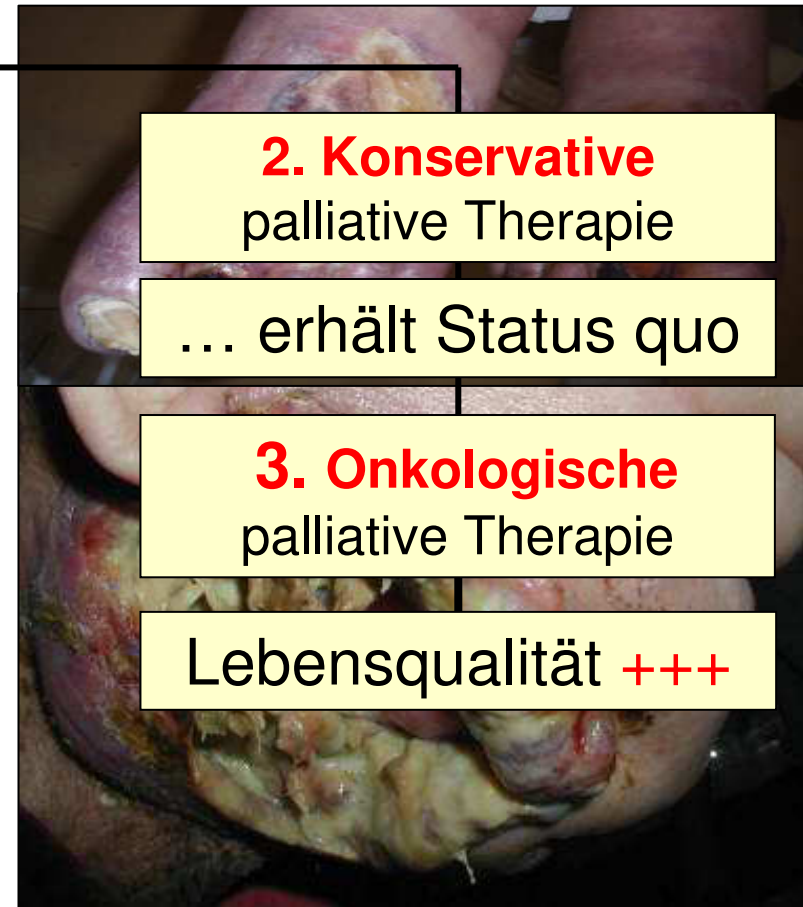 2. Konservative
palliative Therapie
… erhält Status quo
3. Onkologische
palliative Therapie
Lebensqualität +++